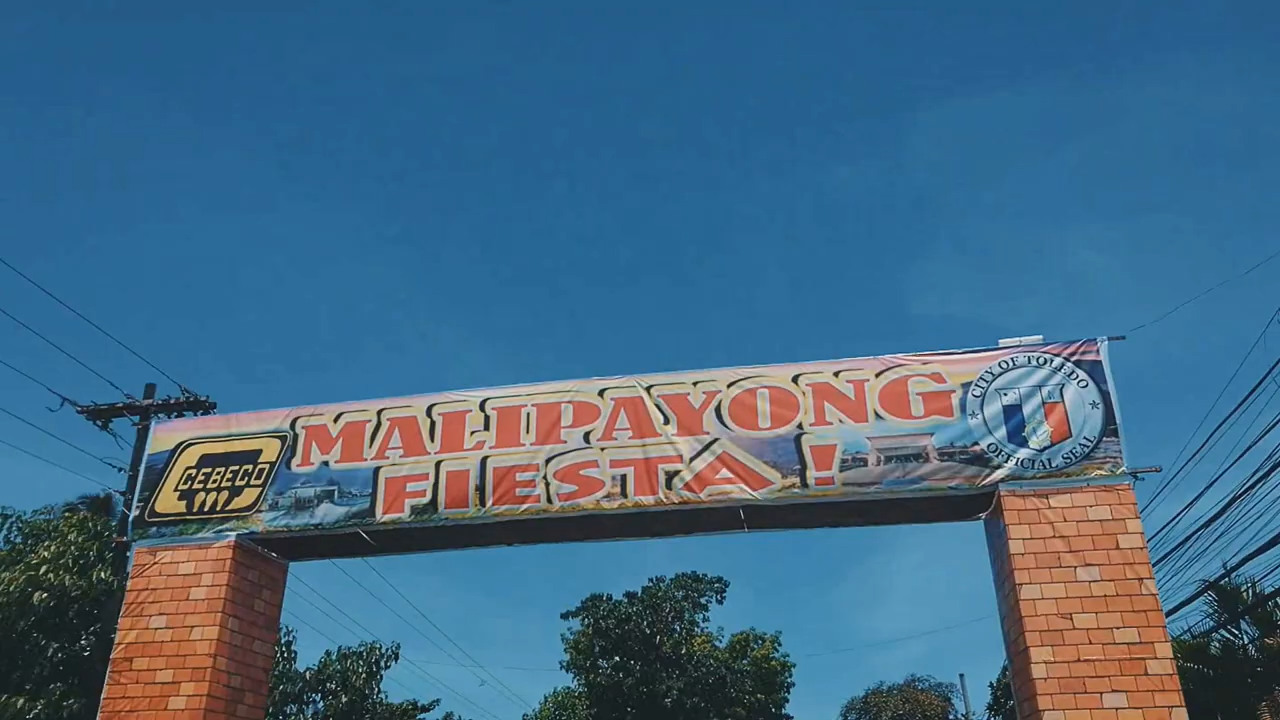 CEBECO
MALIPAYONG
FIESTA !
CITY OF TOLEDO
OFFICIAL SEAL